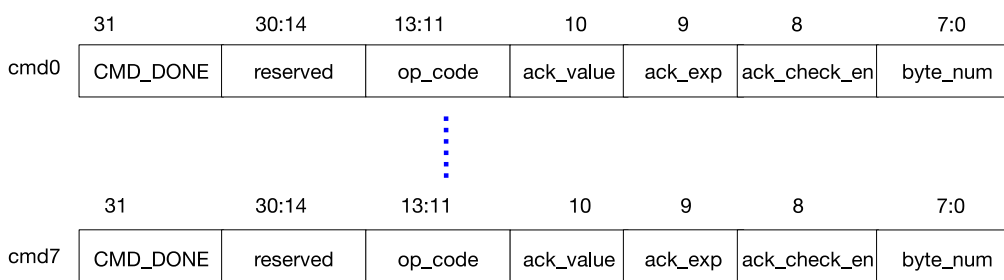 31 30:14 13:11 10 9 8 7:0
cmd0 CMD_DONE reserved op_code ack_value ack_exp ack_check_en byte_num
31 30:14 13:11 10 9 8 7:0
cmd7 CMD_DONE reserved op_code ack_value ack_exp ack_check_en byte_num